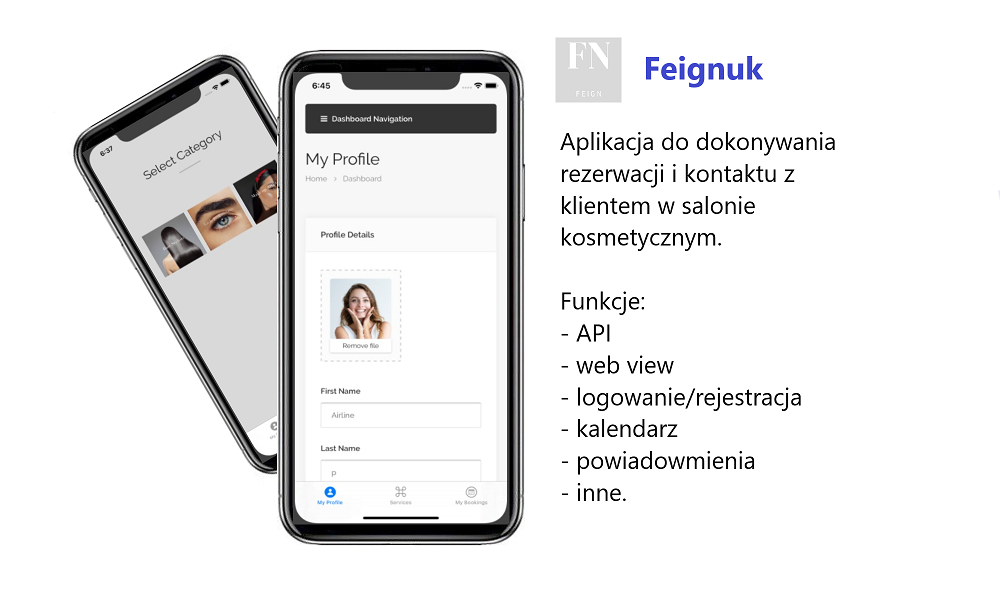 6:37
Select Category
6:45
Dashboard Navigation
My Profile
Home > Dashboard
Profile Details
Remove file
First Name
Airline
Last Name
P
My Profile
Services
My Bookings
FN
FEIGN
Feignuk
Aplikacja do dokonywania
rezerwacji i kontaktu z
klientem w salonie
kosmetycznym.
Funkcje:
- API
- web view
- logowanie/rejestracja
- kalendarz
- powiadowmienia
- inne.